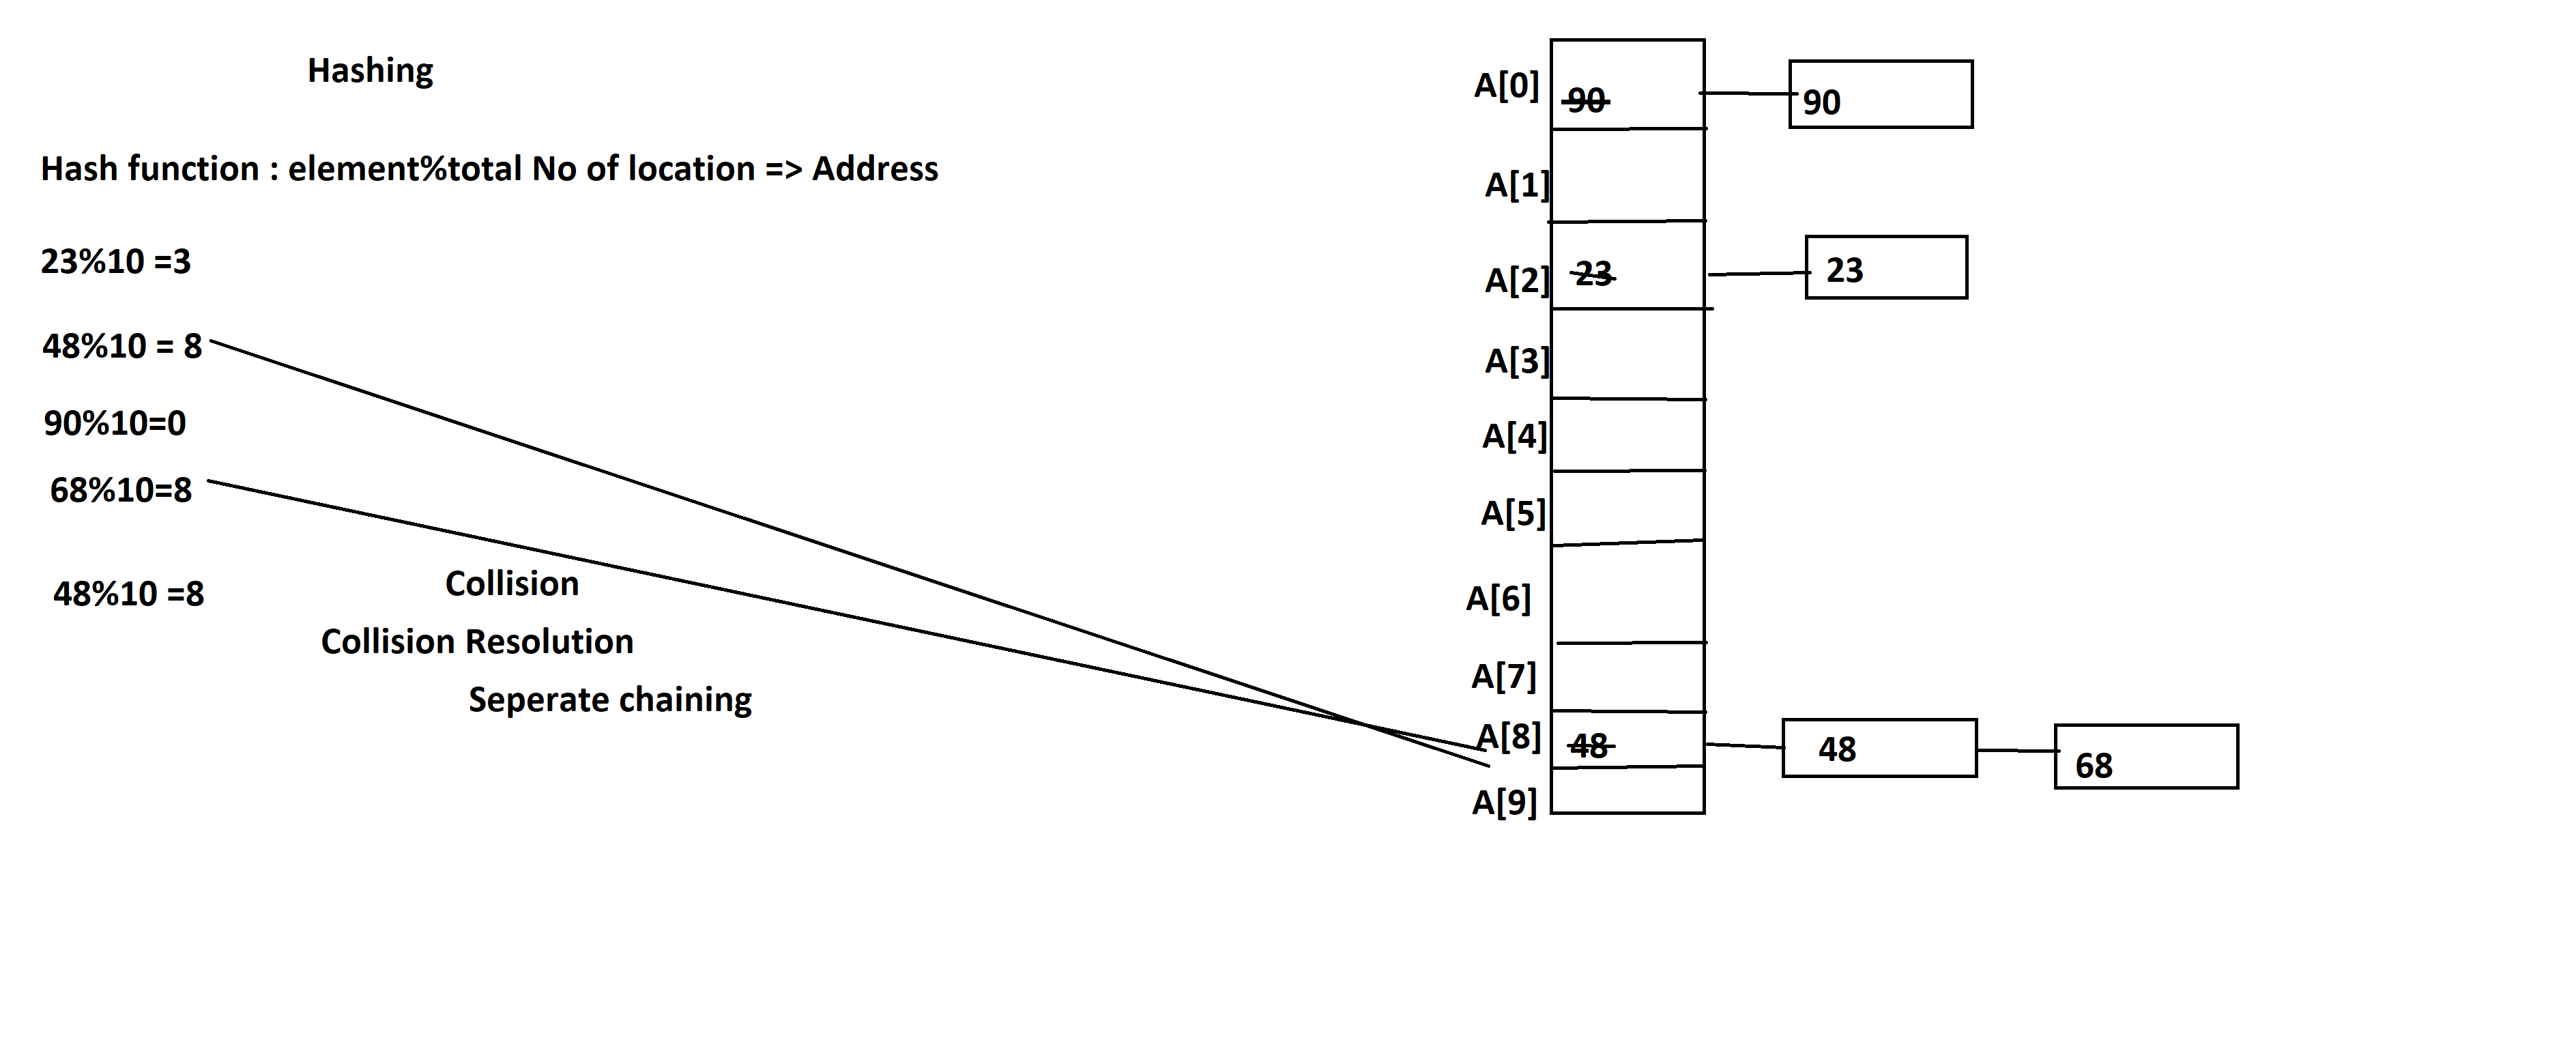 Hashing
Hash function : element%total No of location => Address
23%10 =3
48%10 = 8
90%10=0
68%10=8
48%10 =8
Collision
Collision Resolution
Seperate chaining
A[0] 90 90
A[1]
A[2] 23 23
A[3]
A[4]
A[5]
A[6]
A[7]
A[8] 48 48 68
A[9]